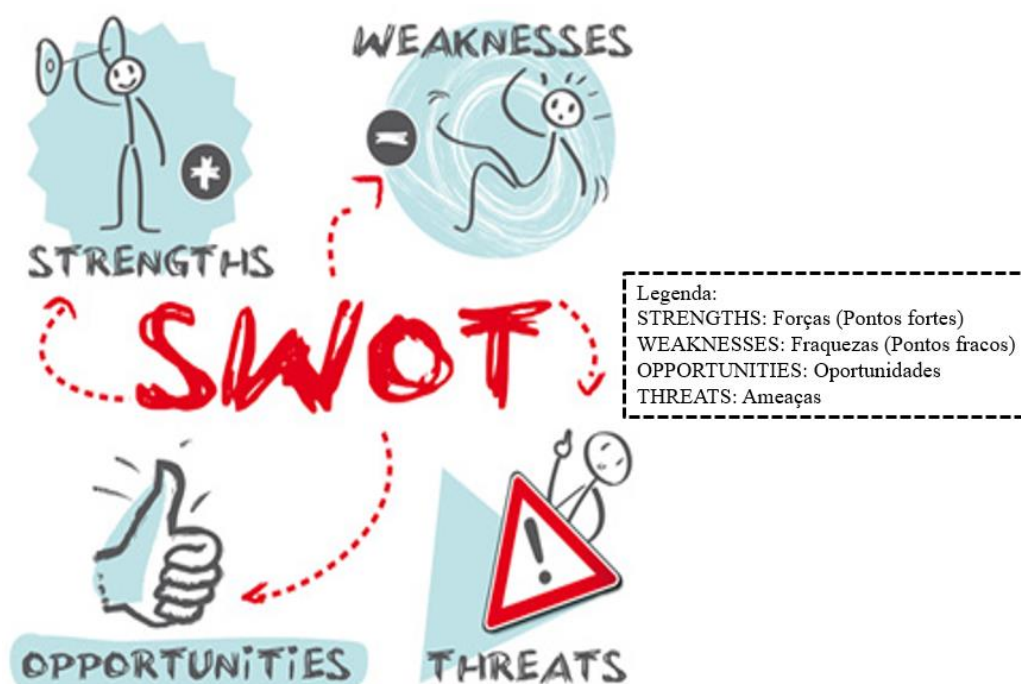 WEAKNESSES
STRENGTHS
SWOT
Legenda:
STRENGTHS: Forças (Pontos fortes)
WEAKNESSES: Fraquezas (Pontos fracos)
OPPORTUNITIES: Oportunidades
THREATS: Ameaças
OPPORTUNITIES
THREATS